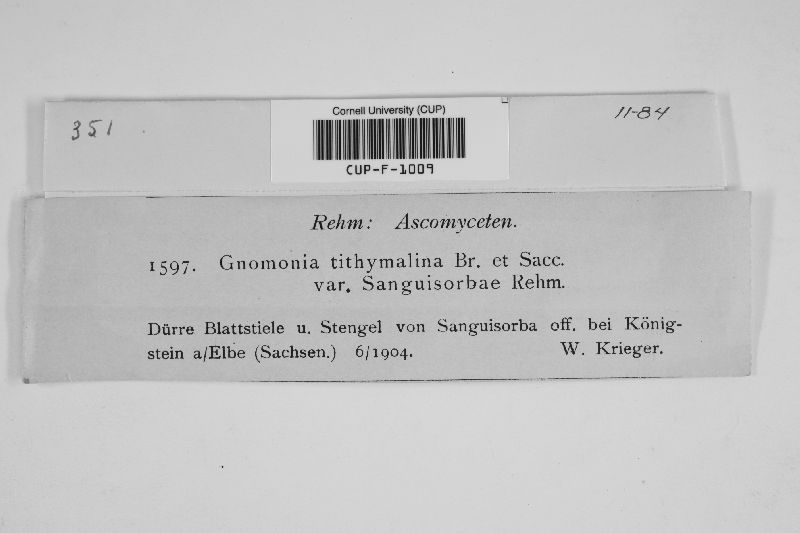 351
Cornell University (CUP)
11-84
CUP-F-1009
Rehm: Ascomyceten.
1597. Gnomonia tithymalina Br. et Sacc.
var. Sanguisorbae Rehm.
Dürre Blattstiele u. Stengel von Sanguisorba off. bei König-
stein a/Elbe (Sachsen.) 6/1904. W. Krieger.